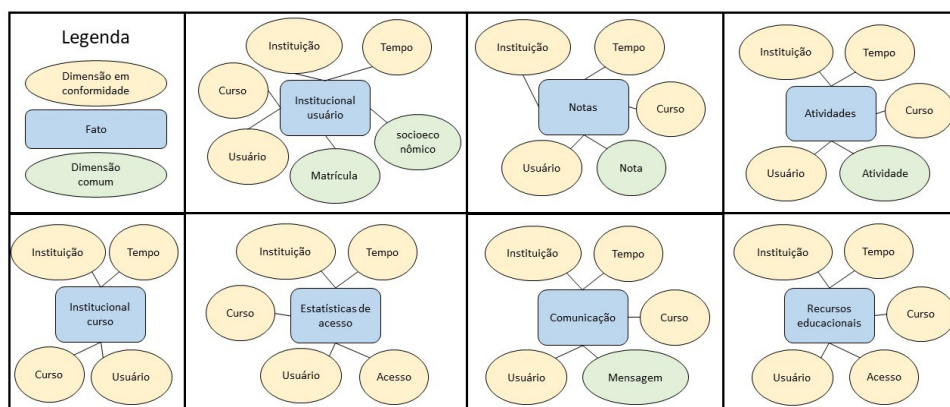 Legenda
Dimensão em
conformidade
Fato
Dimensão
comum
Instituição
Tempo
Curso
Institucional
usuário
socioeco
nômico
Usuário
Matrícula
Instituição
Tempo
Notas
Curso
Usuário
Nota
Instituição
Tempo
Atividades
Curso
Usuário
Atividade
Instituição
Tempo
Institucional
curso
Curso
Usuário
Instituição
Tempo
Curso
Estatísticas de
acesso
Usuário
Acesso
Instituição
Tempo
Comunicação
Curso
Usuário
Mensagem
Instituição
Tempo
Recursos
educacionais
Curso
Usuário
Acesso